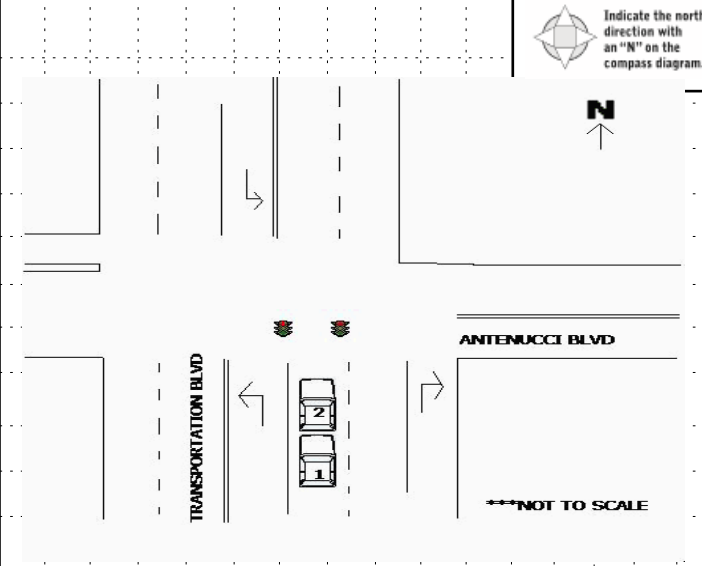 Indicate the north
direction with
an "N" on the
compass diagram.
N
ANTENUCCI BLVD
TRANSPORTATION BLVD
2
1
***NOT TO SCALE